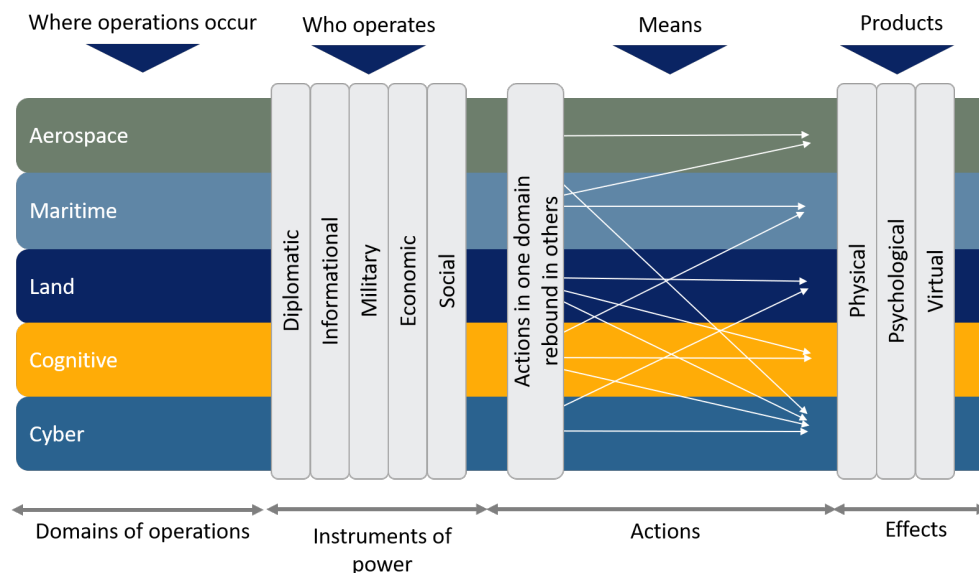 Where operations occur
Who operates
Means
Products
Aerospace
Maritime
Land
Cognitive
Cyber
Diplomatic
Informational
Military
Economic
Social
Actions in one domain
rebound in others
Physical
Psychological
Virtual
Domains of operations
Instruments of
power
Actions
Effects